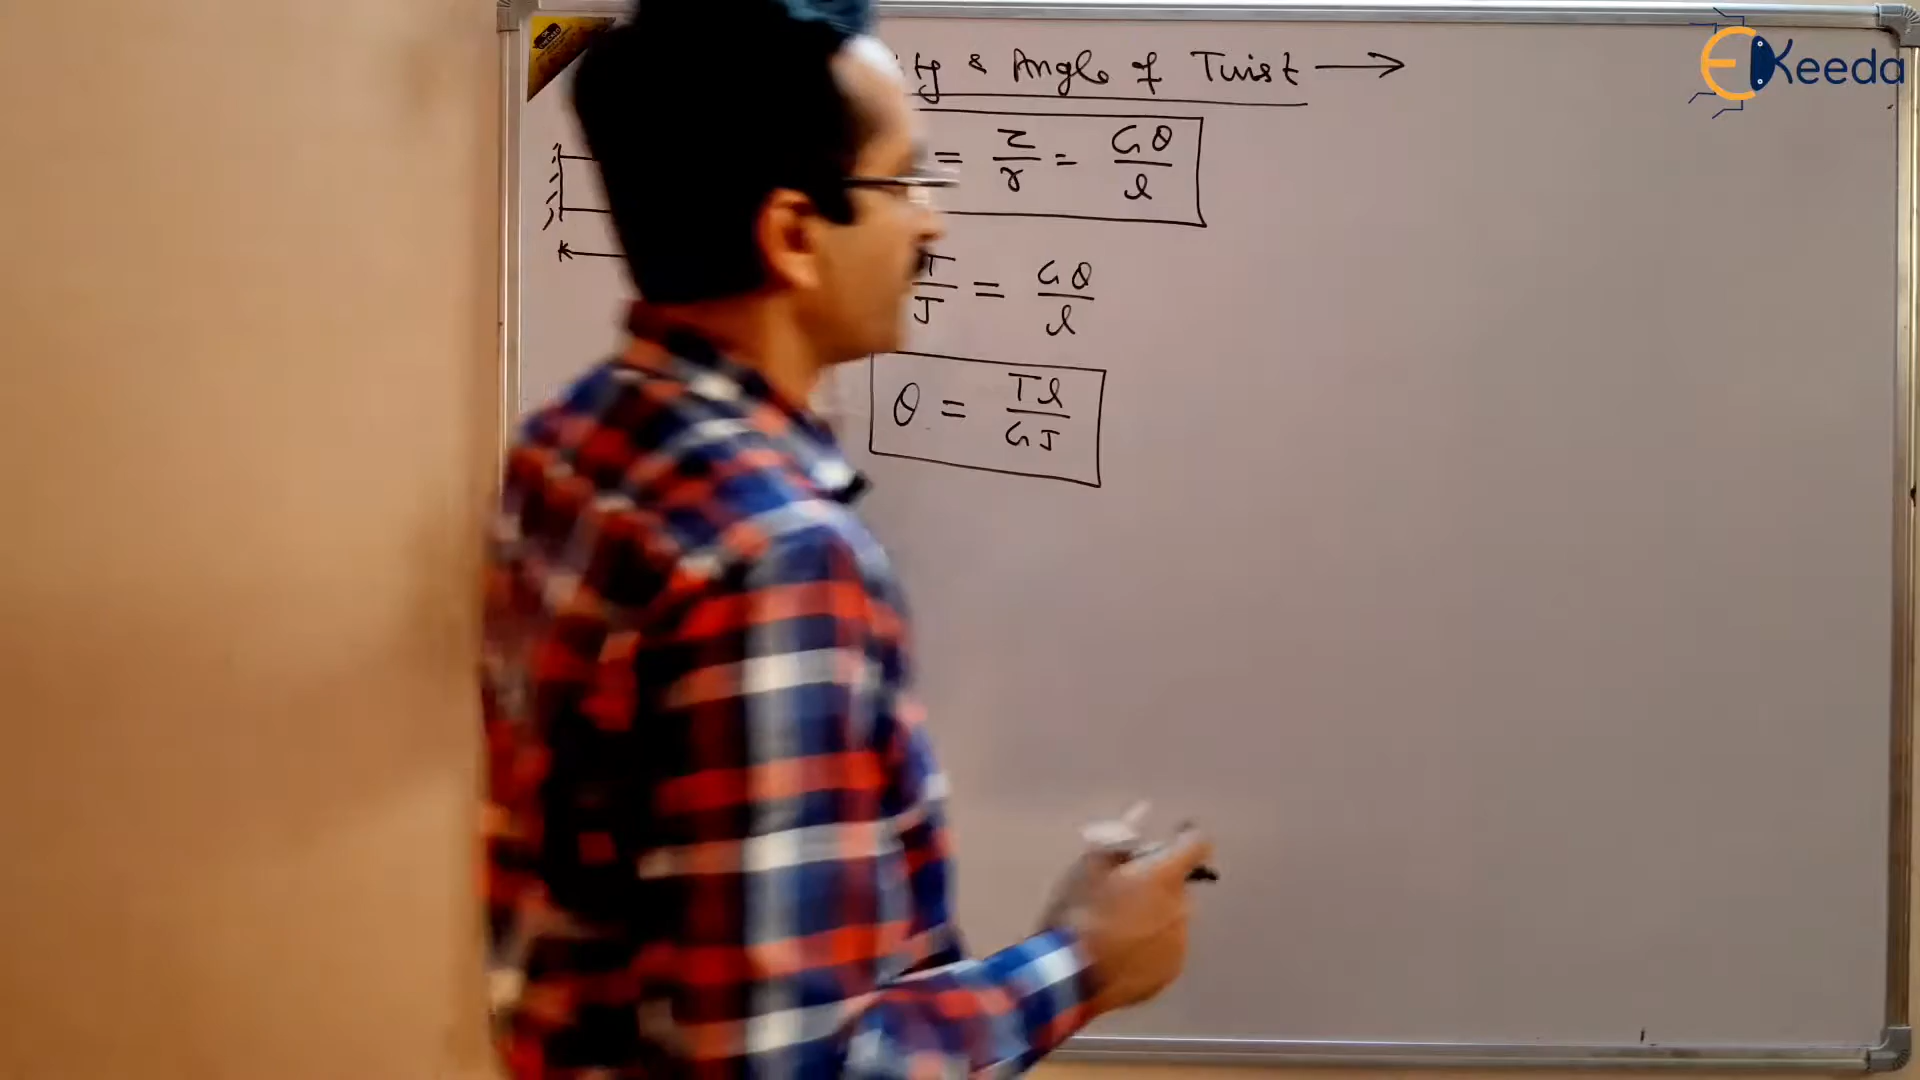 EKeeda
& Angle of Twist →
= τ/r = Gθ/l
T/J = Gθ/l
θ = Tl/GJ